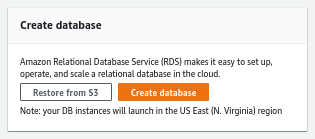 Create database
Amazon Relational Database Service (RDS) makes it easy to set up,
operate, and scale a relational database in the cloud.
Restore from S3 Create database
Note: your DB instances will launch in the US East (N. Virginia) region